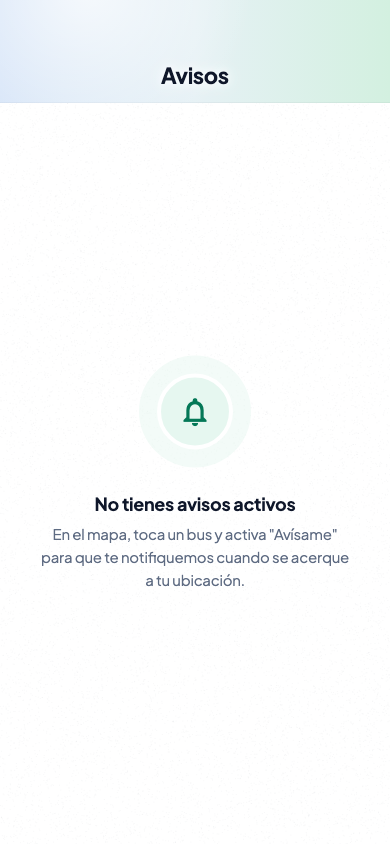 Avisos
No tienes avisos activos
En el mapa, toca un bus y activa "Avísame"
para que te notifiquemos cuando se acerque
a tu ubicación.